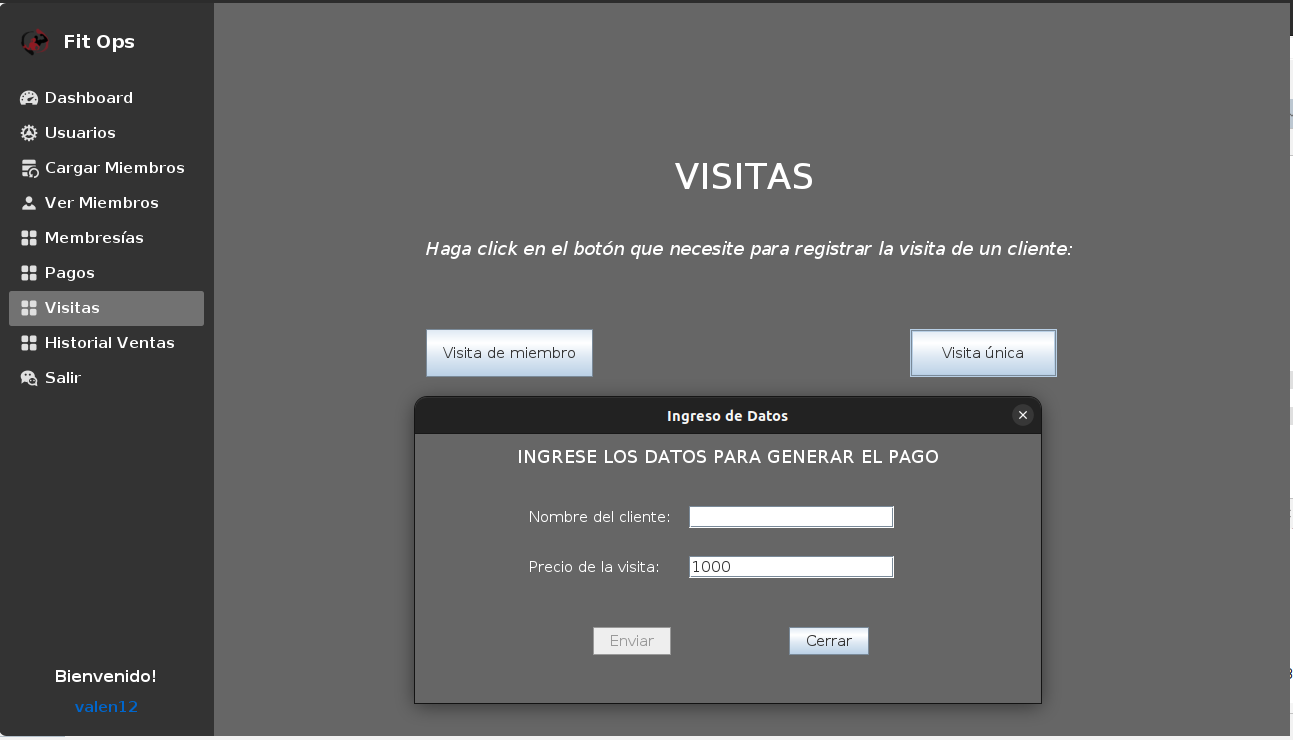 Fit Ops
Dashboard
Usuarios
Cargar Miembros
Ver Miembros
Membresías
Pagos
Visitas
Historial Ventas
Salir
Bienvenido!
valen12
VISITAS
Haga click en el botón que necesite para registrar la visita de un cliente:
Visita de miembro
Visita única
Ingreso de Datos
INGRESE LOS DATOS PARA GENERAR EL PAGO
Nombre del cliente:
Precio de la visita: 1000
Enviar
Cerrar